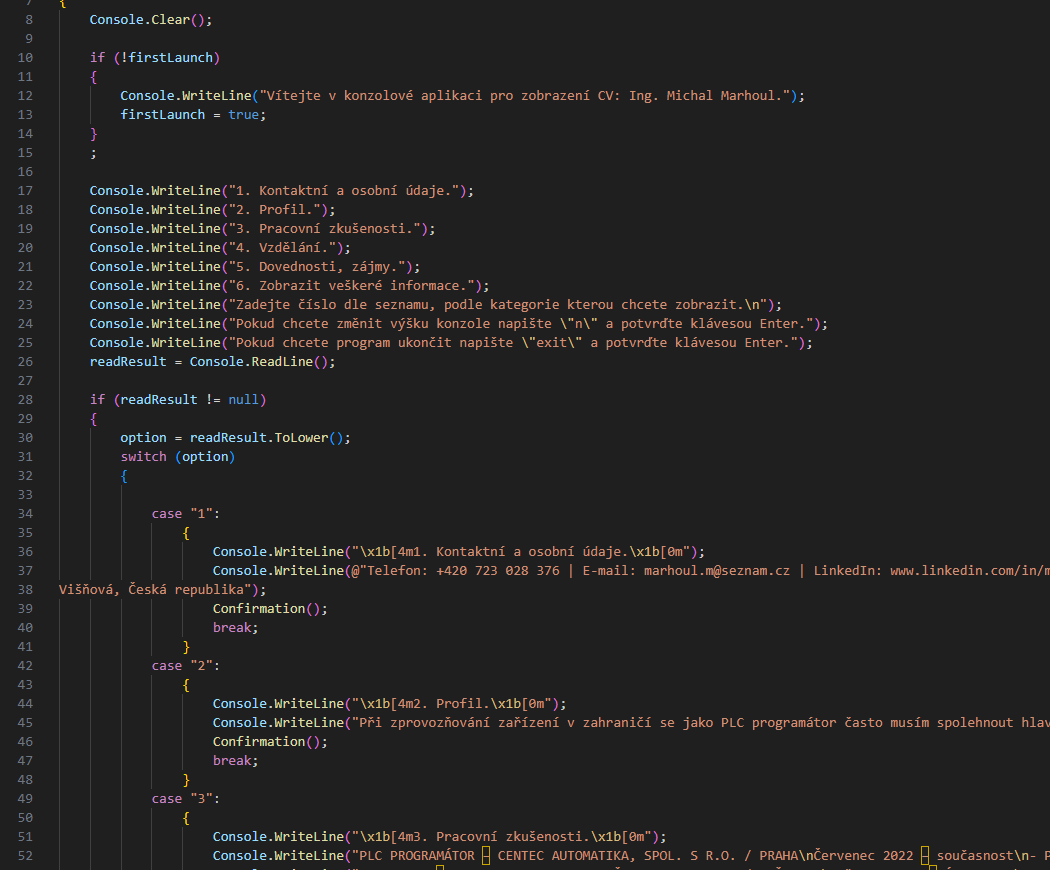 7 {
8 Console.Clear();
9
10 if (!firstLaunch)
11 {
12 Console.WriteLine("Vítejte v konzolové aplikaci pro zobrazení CV: Ing. Michal Marhoul.");
13 firstLaunch = true;
14 }
15 ;
16
17 Console.WriteLine("1. Kontaktní a osobní údaje.");
18 Console.WriteLine("2. Profil.");
19 Console.WriteLine("3. Pracovní zkušenosti.");
20 Console.WriteLine("4. Vzdělání.");
21 Console.WriteLine("5. Dovednosti, zájmy.");
22 Console.WriteLine("6. Zobrazit veškeré informace.");
23 Console.WriteLine("Zadejte číslo dle seznamu, podle kategorie kterou chcete zobrazit.\n");
24 Console.WriteLine("Pokud chcete změnit výšku konzole napište \"n\" a potvrďte klávesou Enter.");
25 Console.WriteLine("Pokud chcete program ukončit napište \"exit\" a potvrďte klávesou Enter.");
26 readResult = Console.ReadLine();
27
28 if (readResult != null)
29 {
30 option = readResult.ToLower();
31 switch (option)
32 {
33
34 case "1":
35 {
36 Console.WriteLine("\x1b[4m1. Kontaktní a osobní údaje.\x1b[0m");
37 Console.WriteLine(@"Telefon: +420 723 028 376 | E-mail: marhoul.m@seznam.cz | LinkedIn: www.linkedin.com/in/m
38 Višňová, Česká republika");
39 Confirmation();
40 break;
41 }
42 case "2":
43 {
44 Console.WriteLine("\x1b[4m2. Profil.\x1b[0m");
45 Console.WriteLine("Při zprovozňování zařízení v zahraničí se jako PLC programátor často musím spolehnout hlav
46 Confirmation();
47 break;
48 }
49 case "3":
50 {
51 Console.WriteLine("\x1b[4m3. Pracovní zkušenosti.\x1b[0m");
52 Console.WriteLine("PLC PROGRAMÁTOR – CENTEC AUTOMATIKA, SPOL. S R.O. / PRAHA\nČervenec 2022 – současnost\n- P